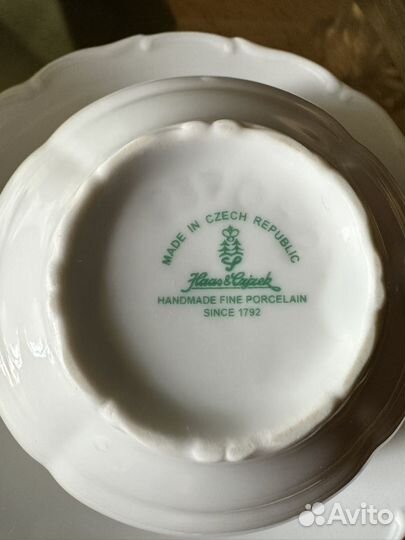 MADE IN CZECH REPUBLIC
Haas & Czjzek
HANDMADE FINE PORCELAIN
SINCE 1792
Avito